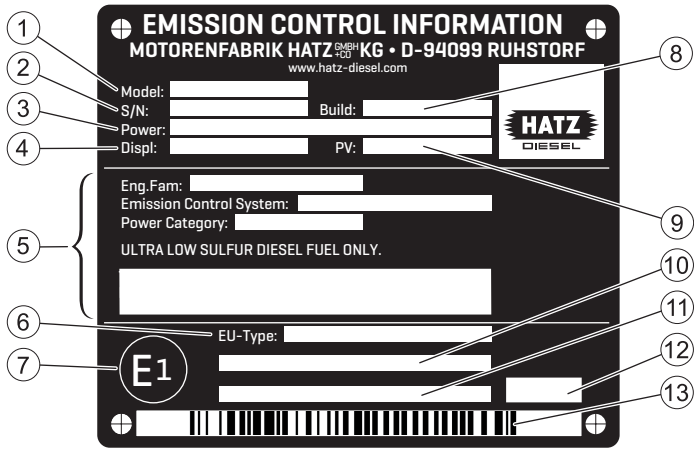 EMISSION CONTROL INFORMATION
MOTORENFABRIK HATZ GMBH +CO KG • D-94099 RUHSTORF
www.hatz-diesel.com
1 Model:
2 S/N: Build: 8
3 Power:
4 Displ: PV: 9
HATZ
DIESEL
5
Eng.Fam:
Emission Control System:
Power Category:
ULTRA LOW SULFUR DIESEL FUEL ONLY.
10
11
6 EU-Type:
7 E1 12
13